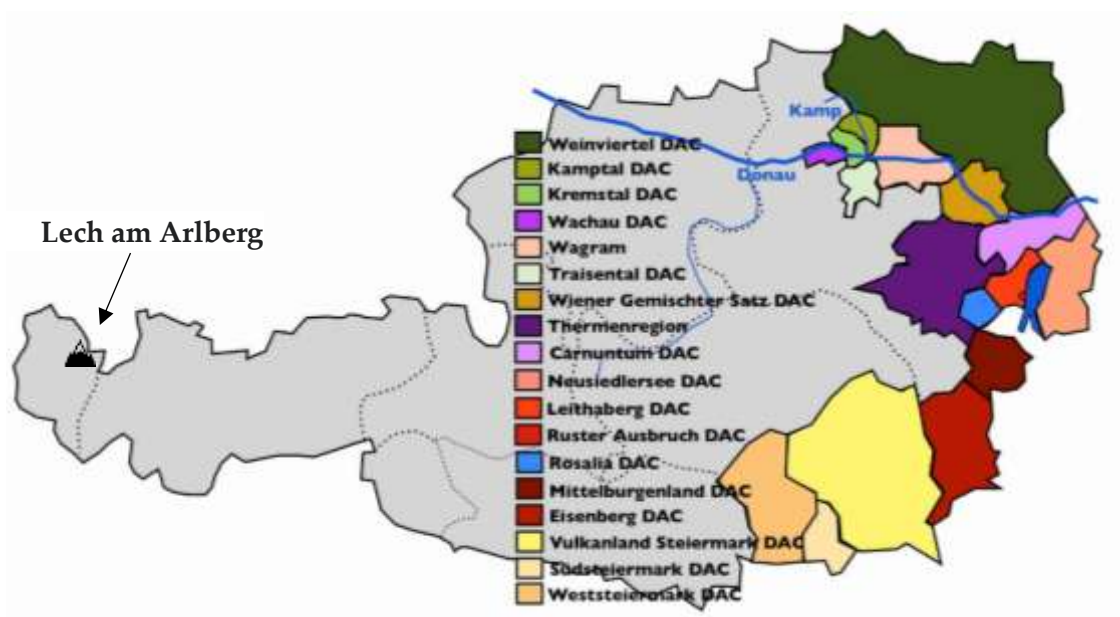 Kamp
Weinviertel DAC
Kamptal DAC
Donau
Kremstal DAC
Wachau DAC
Lech am Arlberg
Wagram
Traisental DAC
Wiener Gemischter Satz DAC
Thermenregion
Carnuntum DAC
Neusiedlersee DAC
Leithaberg DAC
Ruster Ausbruch DAC
Rosalia DAC
Mittelburgenland DAC
Eisenberg DAC
Vulkanland Steiermark DAC
Südsteiermark DAC
Weststeiermark DAC